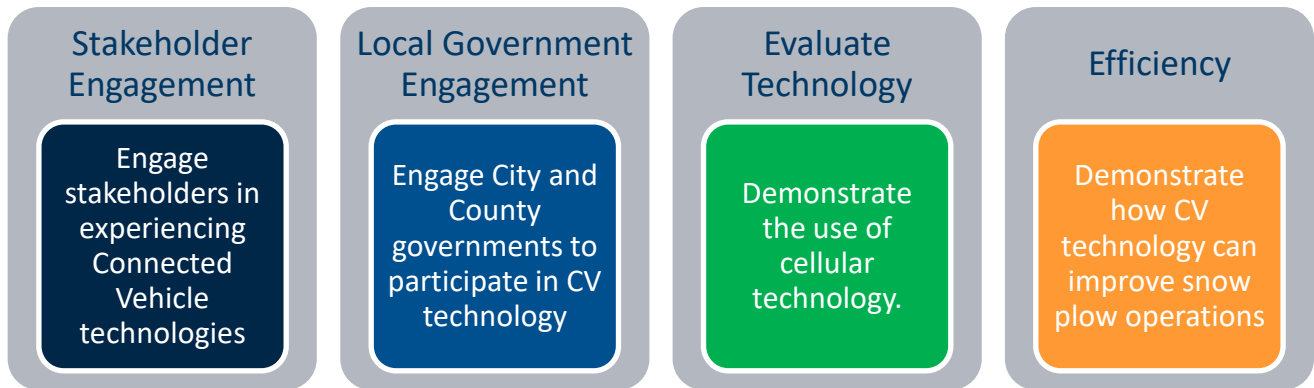 Stakeholder
Engagement
Engage
stakeholders in
experiencing
Connected
Vehicle
technologies
Local Government
Engagement
Engage City and
County
governments to
participate in CV
technology
Evaluate
Technology
Demonstrate
the use of
cellular
technology.
Efficiency
Demonstrate
how CV
technology can
improve snow
plow operations